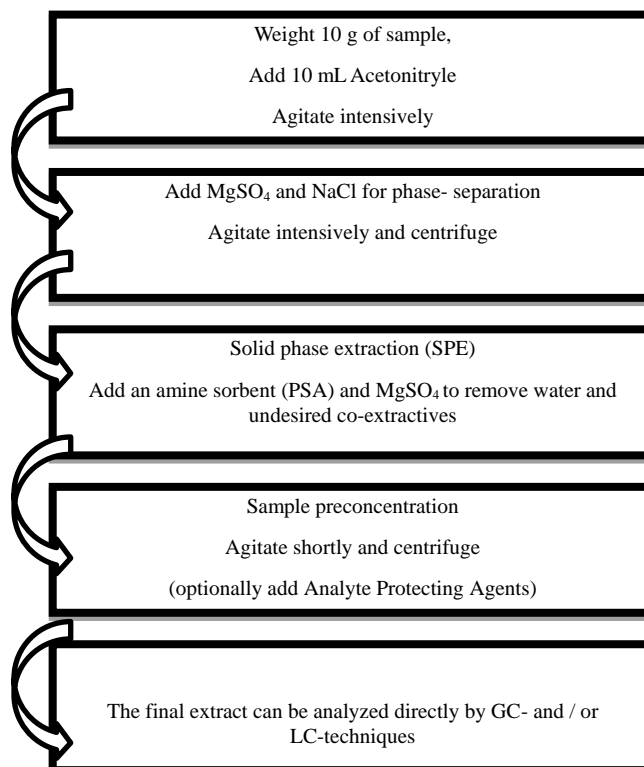 Weight 10 g of sample,
Add 10 mL Acetonitryle
Agitate intensively
Add MgSO₄ and NaCl for phase- separation
Agitate intensively and centrifuge
Solid phase extraction (SPE)
Add an amine sorbent (PSA) and MgSO₄ to remove water and
undesired co-extractives
Sample preconcentration
Agitate shortly and centrifuge
(optionally add Analyte Protecting Agents)
The final extract can be analyzed directly by GC- and / or
LC-techniques